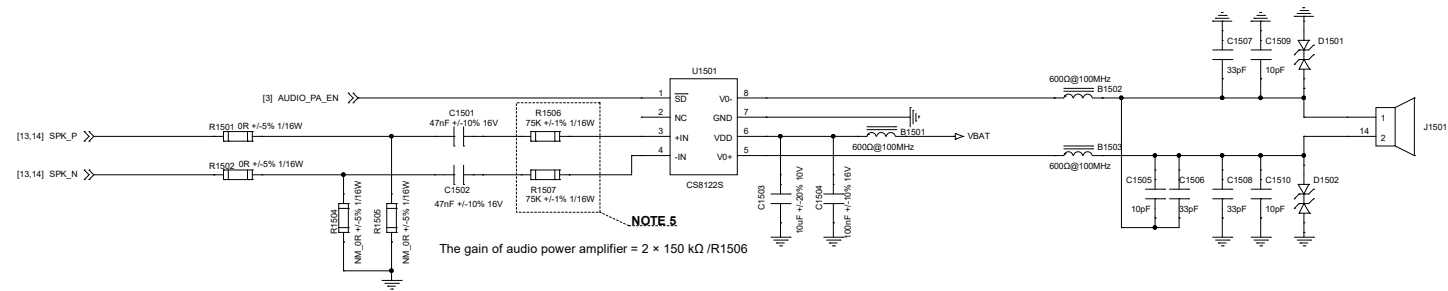 C1507
C1509
D1501
33pF
10pF
U1501
600Ω@100MHz
B1502
[3] AUDIO_PA_EN
1
SD
V0-
8
2
NC
GND
7
3
+IN
VDD
6
4
-IN
V0+
5
CS8122S
C1501
47nF +/-10% 16V
R1506
75K +/-1% 1/16W
[13,14] SPK_P
R1501 0R +/-5% 1/16W
B1501
VBAT
600Ω@100MHz
1
14
2
J1501
[13,14] SPK_N
R1502 0R +/-5% 1/16W
C1502
47nF +/-10% 16V
R1507
75K +/-1% 1/16W
B1503
600Ω@100MHz
R1504
NM_0R +/-5% 1/16W
R1505
NM_0R +/-5% 1/16W
C1503
10uF +/-20% 10V
C1504
100nF +/-10% 16V
C1505
C1506
C1508
C1510
D1502
10pF
33pF
33pF
10pF
NOTE 5
The gain of audio power amplifier = 2 × 150 kΩ /R1506